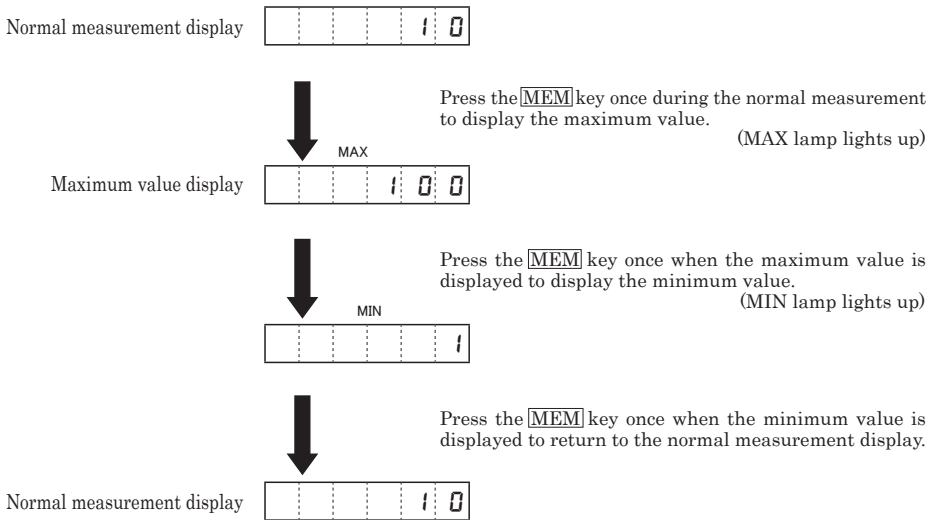 Normal measurement display
10
Press the MEM key once during the normal measurement
to display the maximum value.
(MAX lamp lights up)
MAX
Maximum value display
100
Press the MEM key once when the maximum value is
displayed to display the minimum value.
(MIN lamp lights up)
MIN
1
Press the MEM key once when the minimum value is
displayed to return to the normal measurement display.
Normal measurement display
10